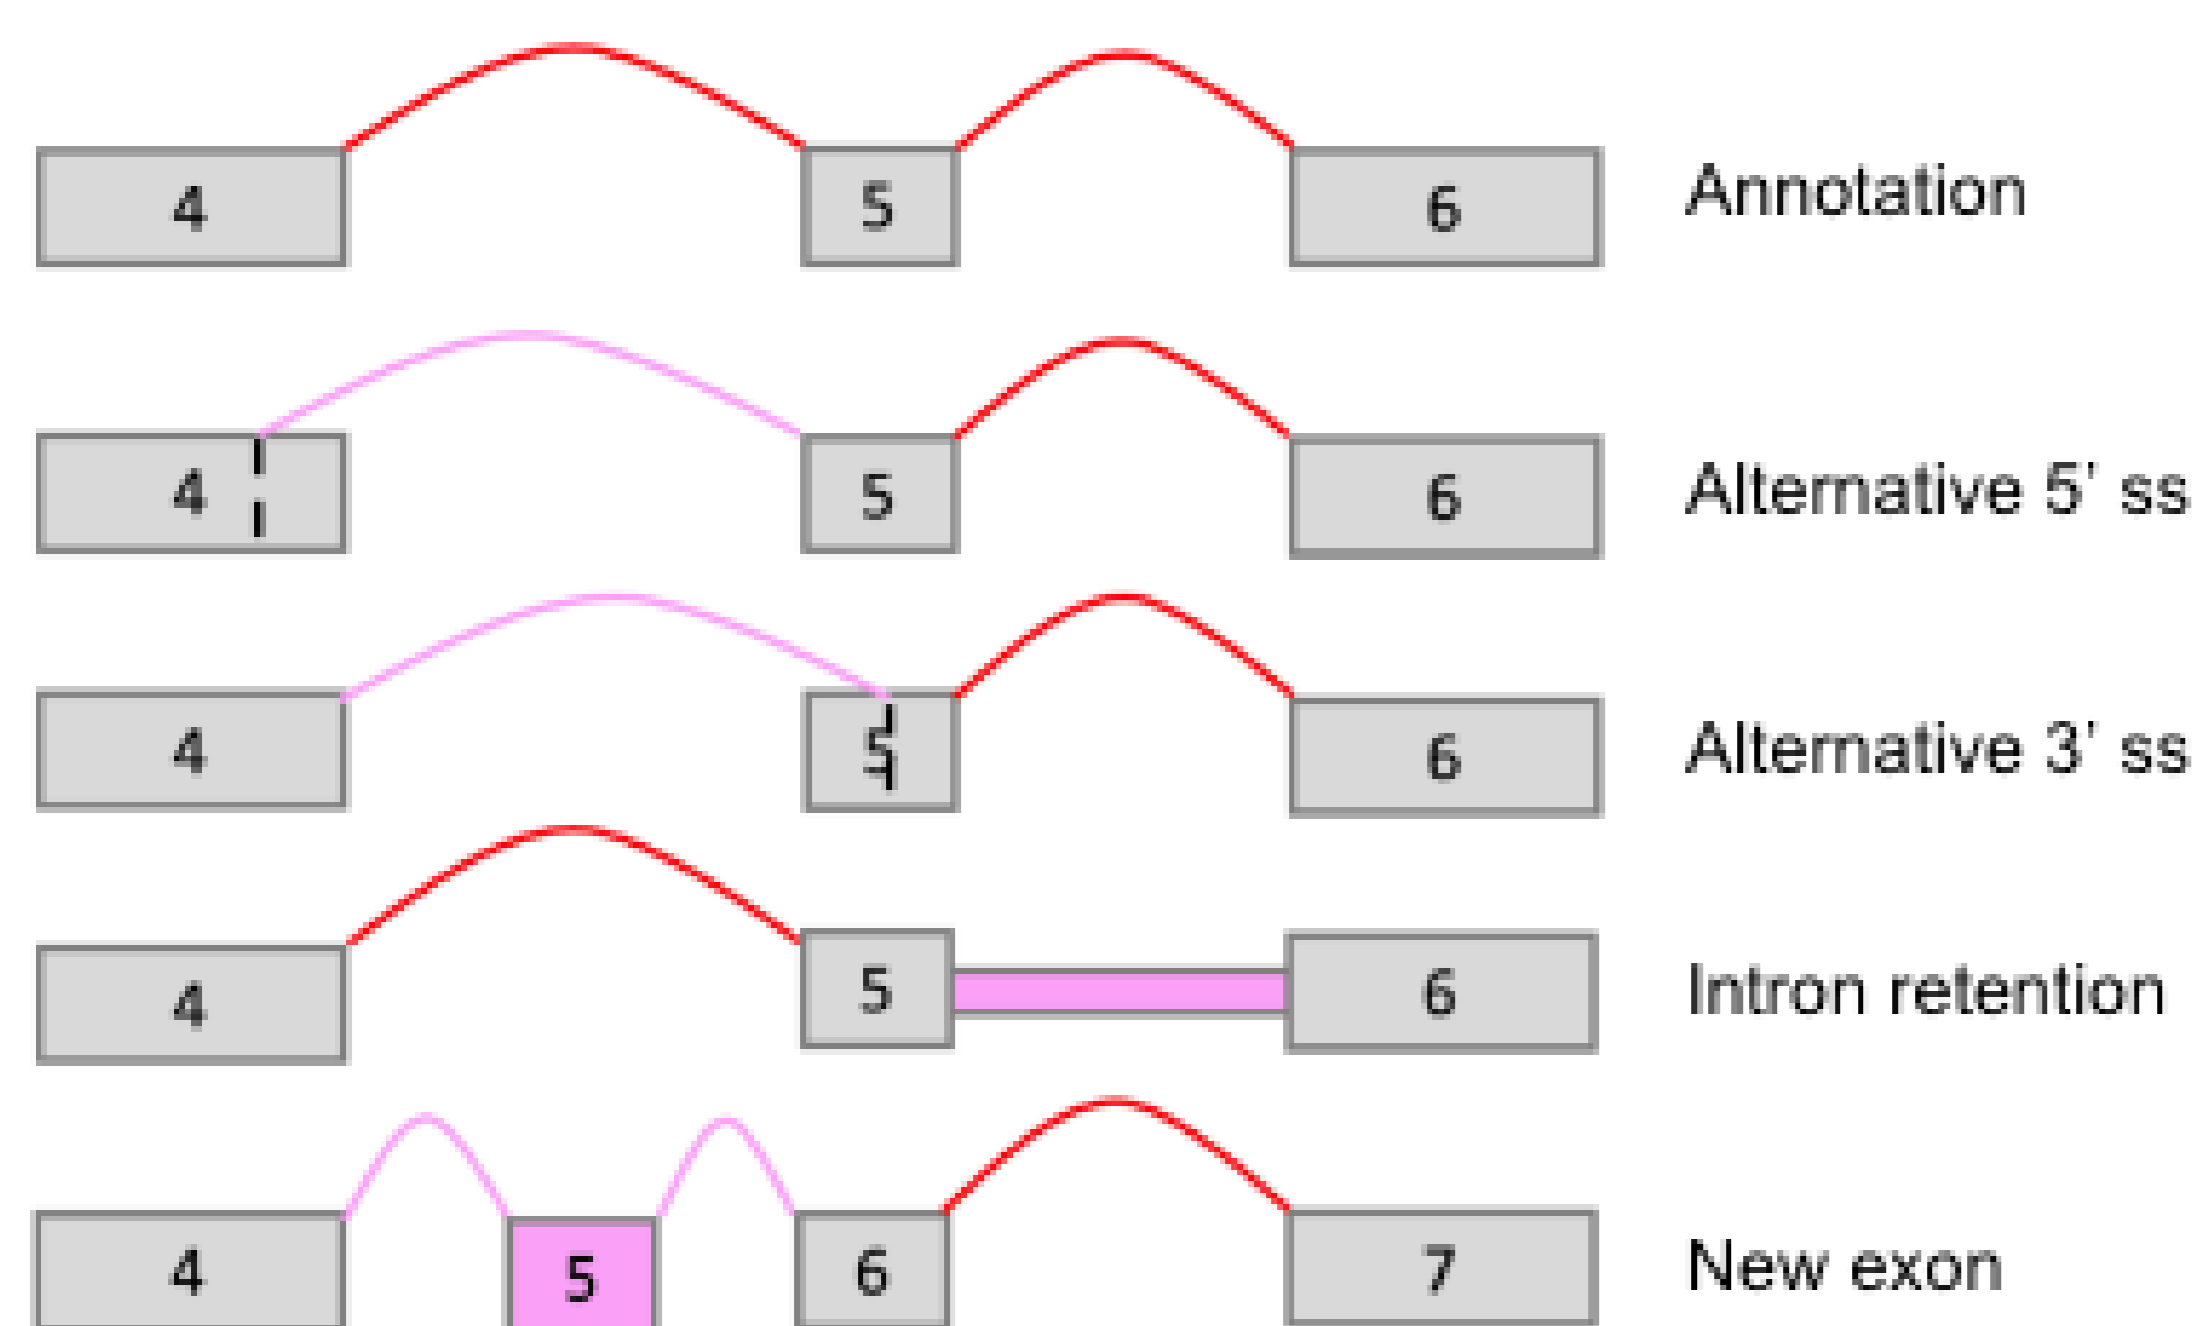 4 5 6 Annotation
4 5 6 Alternative 5' ss
4 5 6 Alternative 3' ss
4 5 6 Intron retention
4 5 6 7 New exon